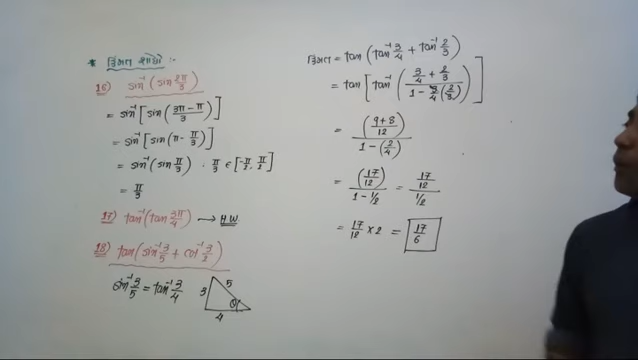 * કિંમત શોધો :-
16) sin⁻¹(sin 2π/3)
= sin⁻¹[sin(3π-π/3)]
= sin⁻¹[sin(π-π/3)]
= sin⁻¹(sin π/3) . π/3 ∈ [-π/2, π/2]
= π/3
17) tan⁻¹(tan 3π/4) → H.W.
18) tan(sin⁻¹ 3/5 + cot⁻¹ 3/2)
sin⁻¹ 3/5 = tan⁻¹ 3/4
3 5
4 θ
કિંમત = tan(tan⁻¹ 3/4 + tan⁻¹ 2/3)
= tan[tan⁻¹(3/4 + 2/3 / 1 - 3/4(2/3))]
= (9+8/12) / 1-(2/4)
= (17/12) / 1-1/2 = 17/12 / 1/2
= 17/12 × 2 = 17/6